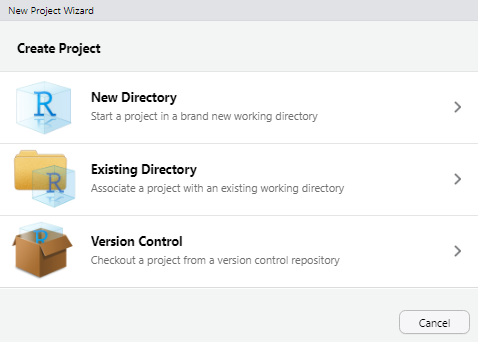 New Project Wizard
Create Project
R
New Directory
Start a project in a brand new working directory
R
Existing Directory
Associate a project with an existing working directory
Version Control
Checkout a project from a version control repository
Cancel